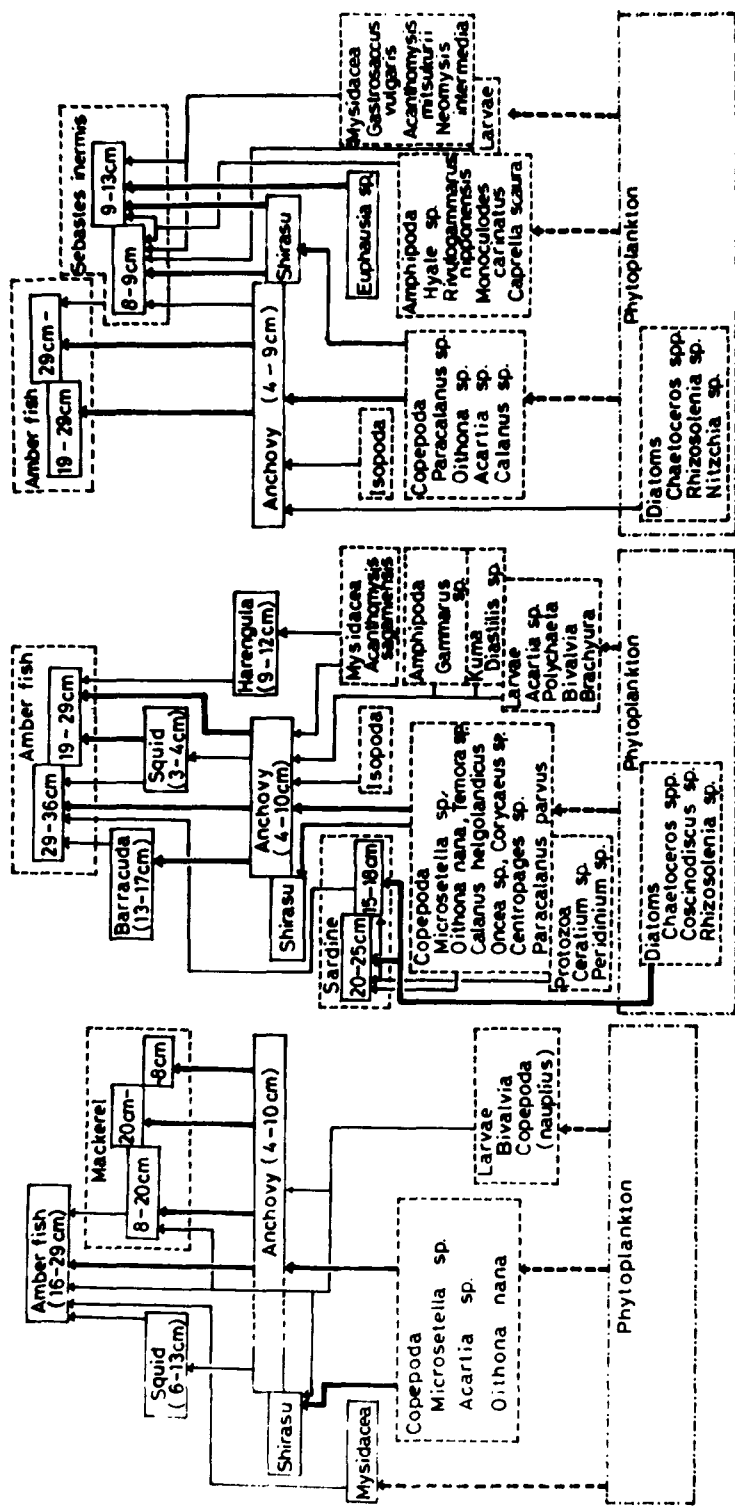 Amber fish
(16-29cm)
Mackerel
8-20cm
20cm-
-8cm
Squid
(6-13cm)
Anchovy (4-10cm)
Shirasu
Mysidacea
Copepoda
Microsetella sp.
Acartia sp.
Oithona nana
Larvae
Bivalvia
Copepoda
(nauplius)
Phytoplankton
Amber fish
29-36cm
19-29cm
Barracuda
(13-17cm)
Squid
(3-4cm)
Harengula
(9-12cm)
Anchovy
(4-10cm)
Shirasu
Sardine
20-25cm
15-18cm
Isopoda
Mysidacea
Acanthomysis
sagamiensis
Amphipoda
Gammarus sp.
Kuma
Diastilis sp.
Larvae
Acartia sp.
Polychaeta
Bivalvia
Brachyura
Copepoda
Microsetella sp,
Oithona nana, Temora sp
Calanus helgolandicus
Oncea sp, Corycaeus sp.
Centropages sp.
Paracalanus parvus
Protozoa
Ceratium sp.
Peridinium sp.
Phytoplankton
Diatoms
Chaetoceros spp.
Coscinodiscus sp.
Rhizosolenia sp.
Amber fish
19-29cm
29cm-
Sebastes inermis
8-9cm
9-13cm
Anchovy (4-9cm)
Shirasu
Isopoda
Euphausia sp.
Mysidacea
Gastrosaccus
vulgaris
Acanthomysis
mitsukurii
Neomysis
intermedia
Larvae
Copepoda
Paracalanus sp.
Oithona sp.
Acartia sp.
Calanus sp.
Amphipoda
Hyale sp.
Rivulogammarus
nipponensis
Monoculodes
carinatus
Caprella scaura
Phytoplankton
Diatoms
Chaetoceros spp.
Rhizosolenia sp.
Nitzchia sp.